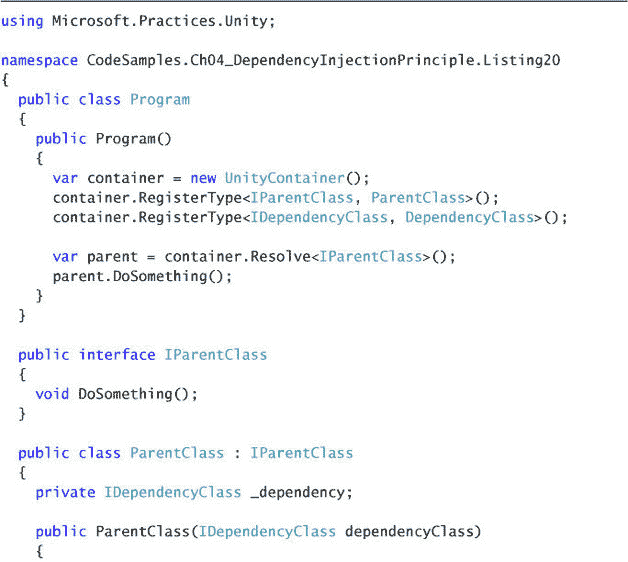 using Microsoft.Practices.Unity;
namespace CodeSamples.Ch04_DependencyInjectionPrinciple.Listing20
{
  public class Program
  {
    public Program()
    {
      var container = new UnityContainer();
      container.RegisterType<IParentClass, ParentClass>();
      container.RegisterType<IDependencyClass, DependencyClass>();
      var parent = container.Resolve<IParentClass>();
      parent.DoSomething();
    }
  }
  public interface IParentClass
  {
    void DoSomething();
  }
  public class ParentClass : IParentClass
  {
    private IDependencyClass _dependency;
    public ParentClass(IDependencyClass dependencyClass)
    {